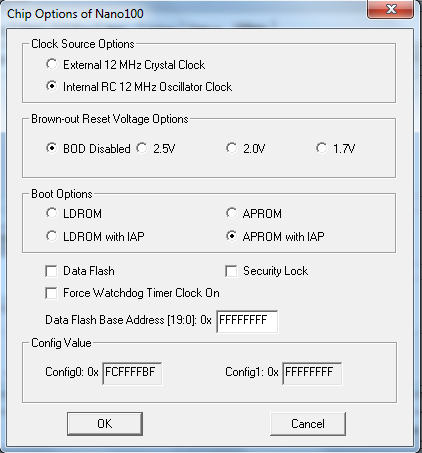 Chip Options of Nano100
Clock Source Options
External 12 MHz Crystal Clock
Internal RC 12 MHz Oscillator Clock
Brown-out Reset Voltage Options
BOD Disabled 2.5V 2.0V 1.7V
Boot Options
LDROM APROM
LDROM with IAP APROM with IAP
Data Flash Security Lock
Force Watchdog Timer Clock On
Data Flash Base Address [19:0]: 0x FFFFFFFF
Config Value
Config0: 0x FCFFFFBF Config1: 0x FFFFFFFF
OK Cancel